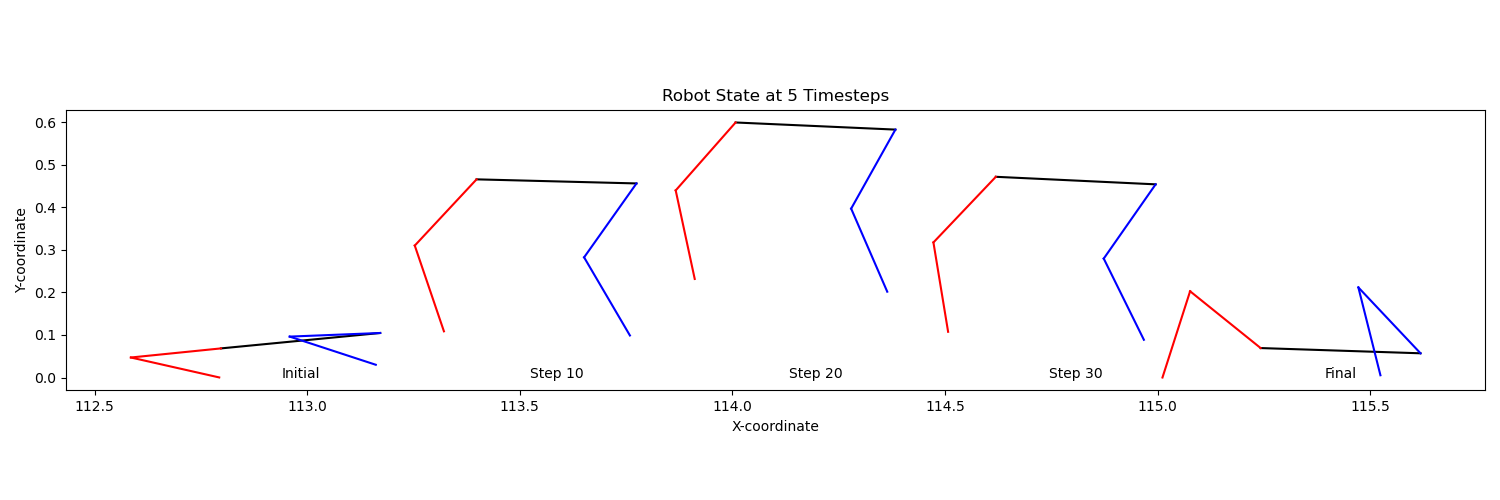 Robot State at 5 Timesteps
Y-coordinate
0.6
0.5
0.4
0.3
0.2
0.1
0.0
Initial
Step 10
Step 20
Step 30
Final
112.5
113.0
113.5
114.0
114.5
115.0
115.5
X-coordinate